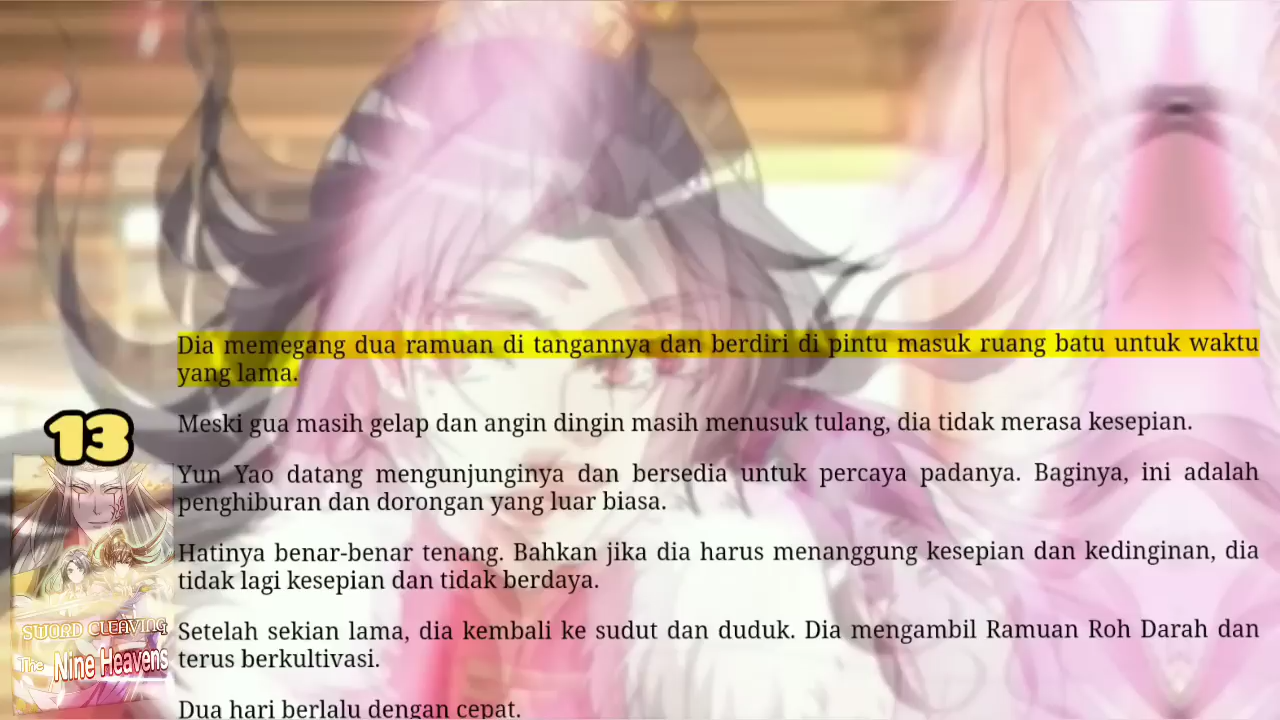 Dia memegang dua ramuan di tangannya dan berdiri di pintu masuk ruang batu untuk waktu
yang lama.
Meski gua masih gelap dan angin dingin masih menusuk tulang, dia tidak merasa kesepian.
13
Yun Yao datang mengunjunginya dan bersedia untuk percaya padanya. Baginya, ini adalah
penghiburan dan dorongan yang luar biasa.
Hatinya benar-benar tenang. Bahkan jika dia harus menanggung kesepian dan kedinginan, dia
tidak lagi kesepian dan tidak berdaya.
Setelah sekian lama, dia kembali ke sudut dan duduk. Dia mengambil Ramuan Roh Darah dan
terus berkultivasi.
SWORD CLEAVING
The Nine Heavens
Dua hari berlalu dengan cepat.